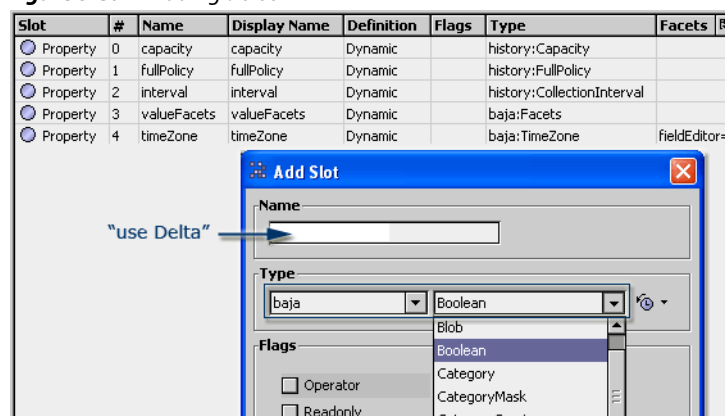 Slot # Name Display Name Definition Flags Type Facets
Property 0 capacity capacity Dynamic history:Capacity
Property 1 fullPolicy fullPolicy Dynamic history:FullPolicy
Property 2 interval interval Dynamic history:CollectionInterval
Property 3 valueFacets valueFacets Dynamic baja:Facets
Property 4 timeZone timeZone Dynamic baja:TimeZone fieldEditor=
Add Slot
Name
"use Delta"
Type
baja Boolean
Blob
Flags
Boolean
Category
Operator
CategoryMask
Readonly